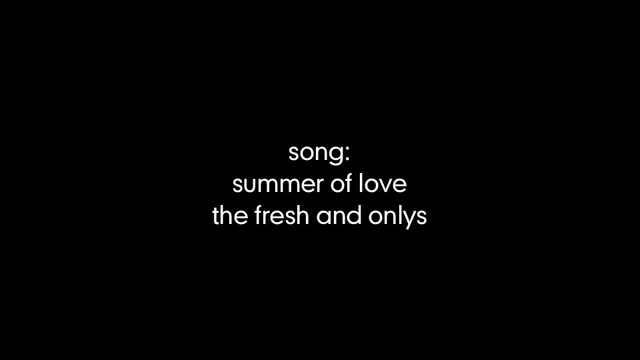 song:
summer of love
the fresh and onlys